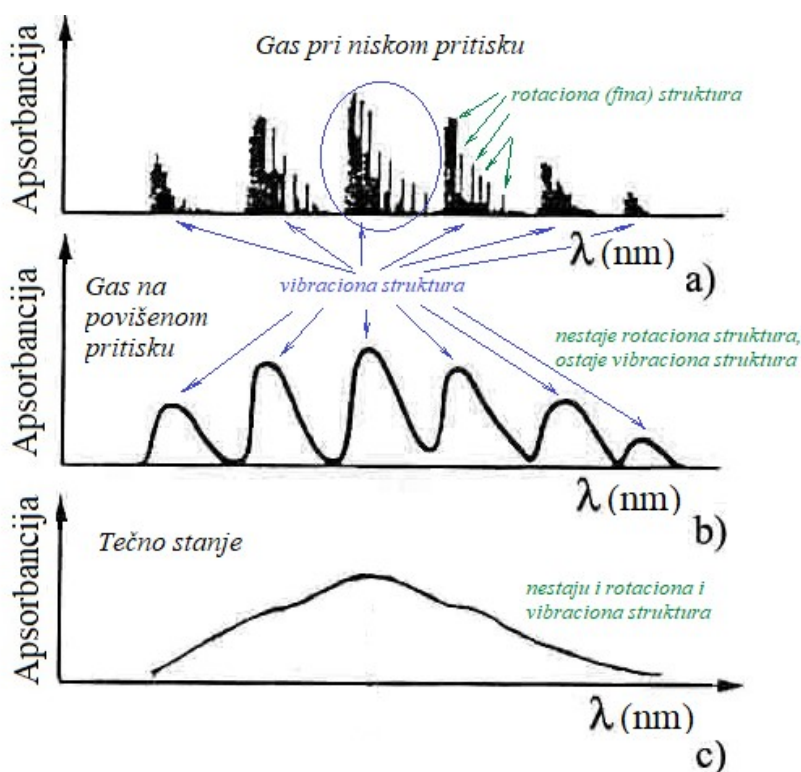 Apsorbancija
Gas pri niskom pritisku
rotaciona (fina) struktura
λ (nm)
a)
Apsorbancija
Gas na
povišenom
pritisku
vibraciona struktura
nestaje rotaciona struktura,
ostaje vibraciona struktura
λ (nm)
b)
Apsorbancija
Tečno stanje
nestaju i rotaciona i
vibraciona struktura
λ (nm)
c)